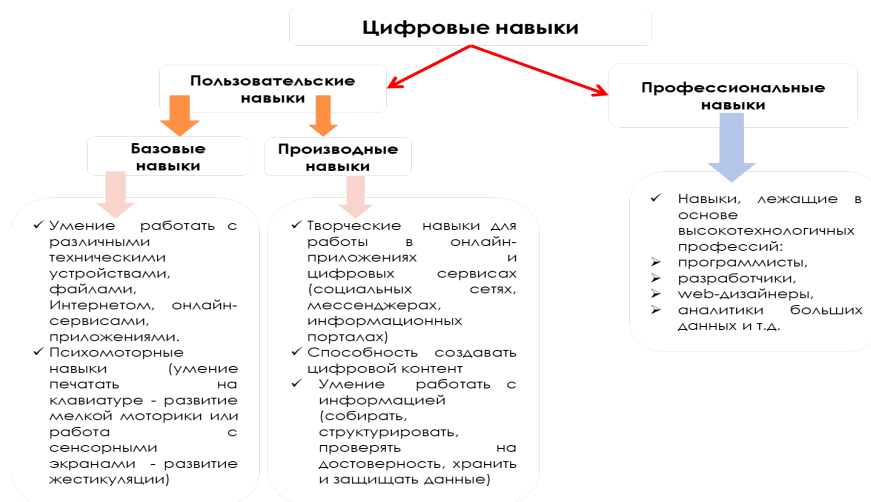 Цифровые навыки
Пользовательские
навыки
Профессиональные
навыки
Базовые
навыки
Производные
навыки
✓ Умение работать с
различными
техническими
устройствами,
файлами,
Интернетом, онлайн-
сервисами,
приложениями.
✓ Психомоторные
навыки (умение
печатать на
клавиатуре - развитие
мелкой моторики или
работа с
сенсорными
экранами - развитие
жестикуляции)
✓ Творческие навыки для
работы в онлайн-
приложениях и
цифровых сервисах
(социальных сетях,
мессенджерах,
информационных
порталах)
✓ Способность создавать
цифровой контент
✓ Умение работать с
информацией
(собирать,
структурировать,
проверять на
достоверность, хранить
и защищать данные)
✓ Навыки, лежащие в
основе
высокотехнологичных
профессий:
➢ программисты,
➢ разработчики,
➢ web-дизайнеры,
➢ аналитики больших
данных и т.д.